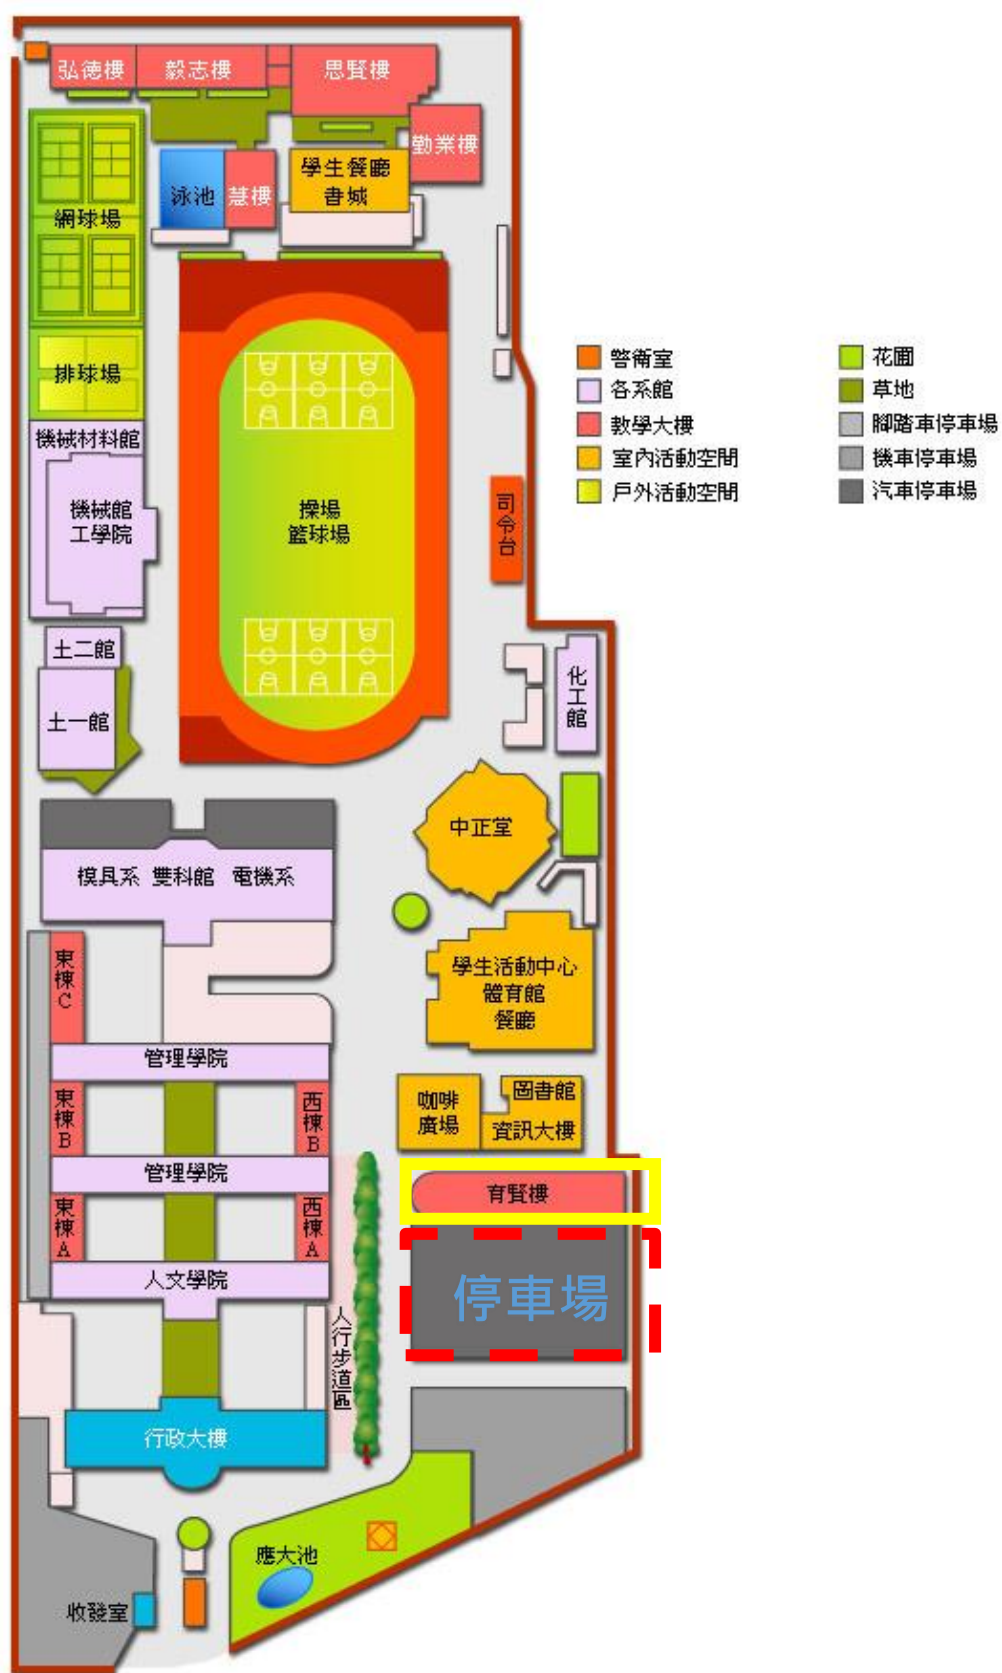 弘德樓
毅志樓
思賢樓
勤業樓
泳池
慧樓
學生餐廳
書城
網球場
排球場
機械材料館
機械館
工學院
操場
籃球場
司令台
警衛室
各系館
教學大樓
室內活動空間
戶外活動空間
花圃
草地
腳踏車停車場
機車停車場
汽車停車場
土二館
土一館
化工館
中正堂
模具系
雙科館
電機系
學生活動中心
體育館
餐廳
東棟C
管理學院
東棟B
西棟B
咖啡
廣場
圖書館
資訊大樓
管理學院
育賢樓
東棟A
西棟A
人文學院
停車場
人行步道區
行政大樓
應大池
收發室